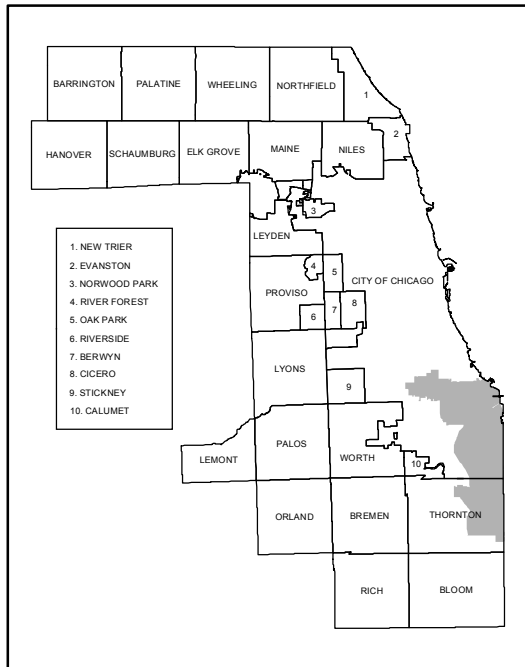 BARRINGTON
PALATINE
WHEELING
NORTHFIELD
1
2
HANOVER
SCHAUMBURG
ELK GROVE
MAINE
NILES
3
LEYDEN
1. NEW TRIER
2. EVANSTON
3. NORWOOD PARK
4. RIVER FOREST
5. OAK PARK
6. RIVERSIDE
7. BERWYN
8. CICERO
9. STICKNEY
10. CALUMET
4
5
CITY OF CHICAGO
PROVISO
6
7
8
LYONS
9
LEMONT
PALOS
WORTH
10
ORLAND
BREMEN
THORNTON
RICH
BLOOM